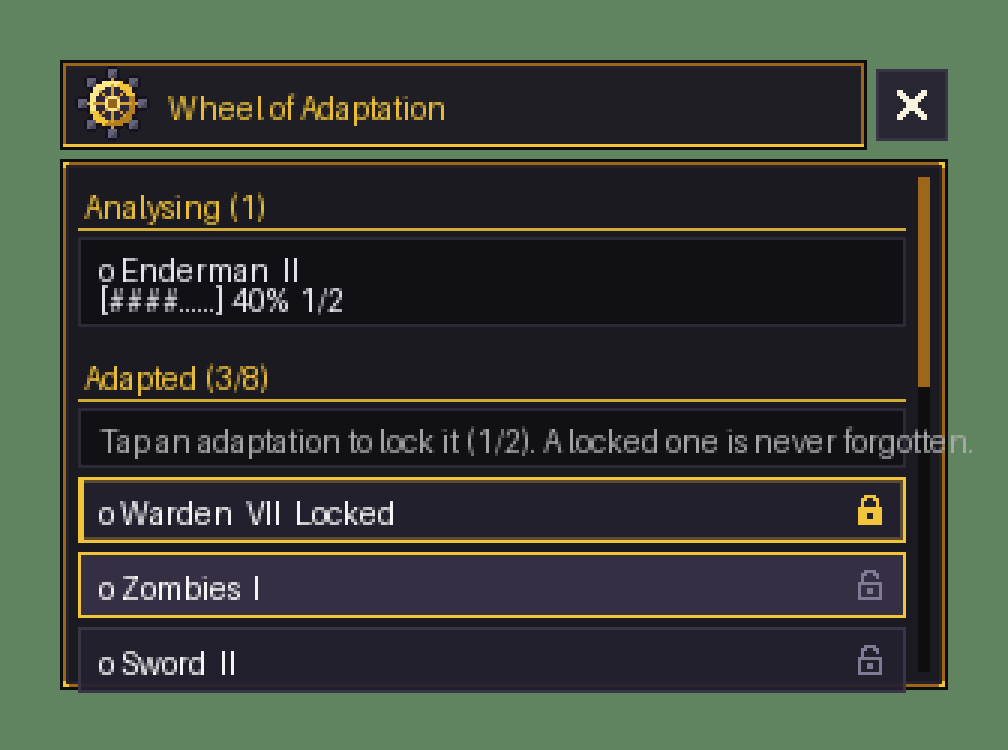 Wheel of Adaptation
Analysing (1)
o Enderman II
[####......] 40% 1/2
Adapted (3/8)
Tap an adaptation to lock it (1/2). A locked one is never forgotten.
o Warden VII Locked
o Zombies I
o Sword II